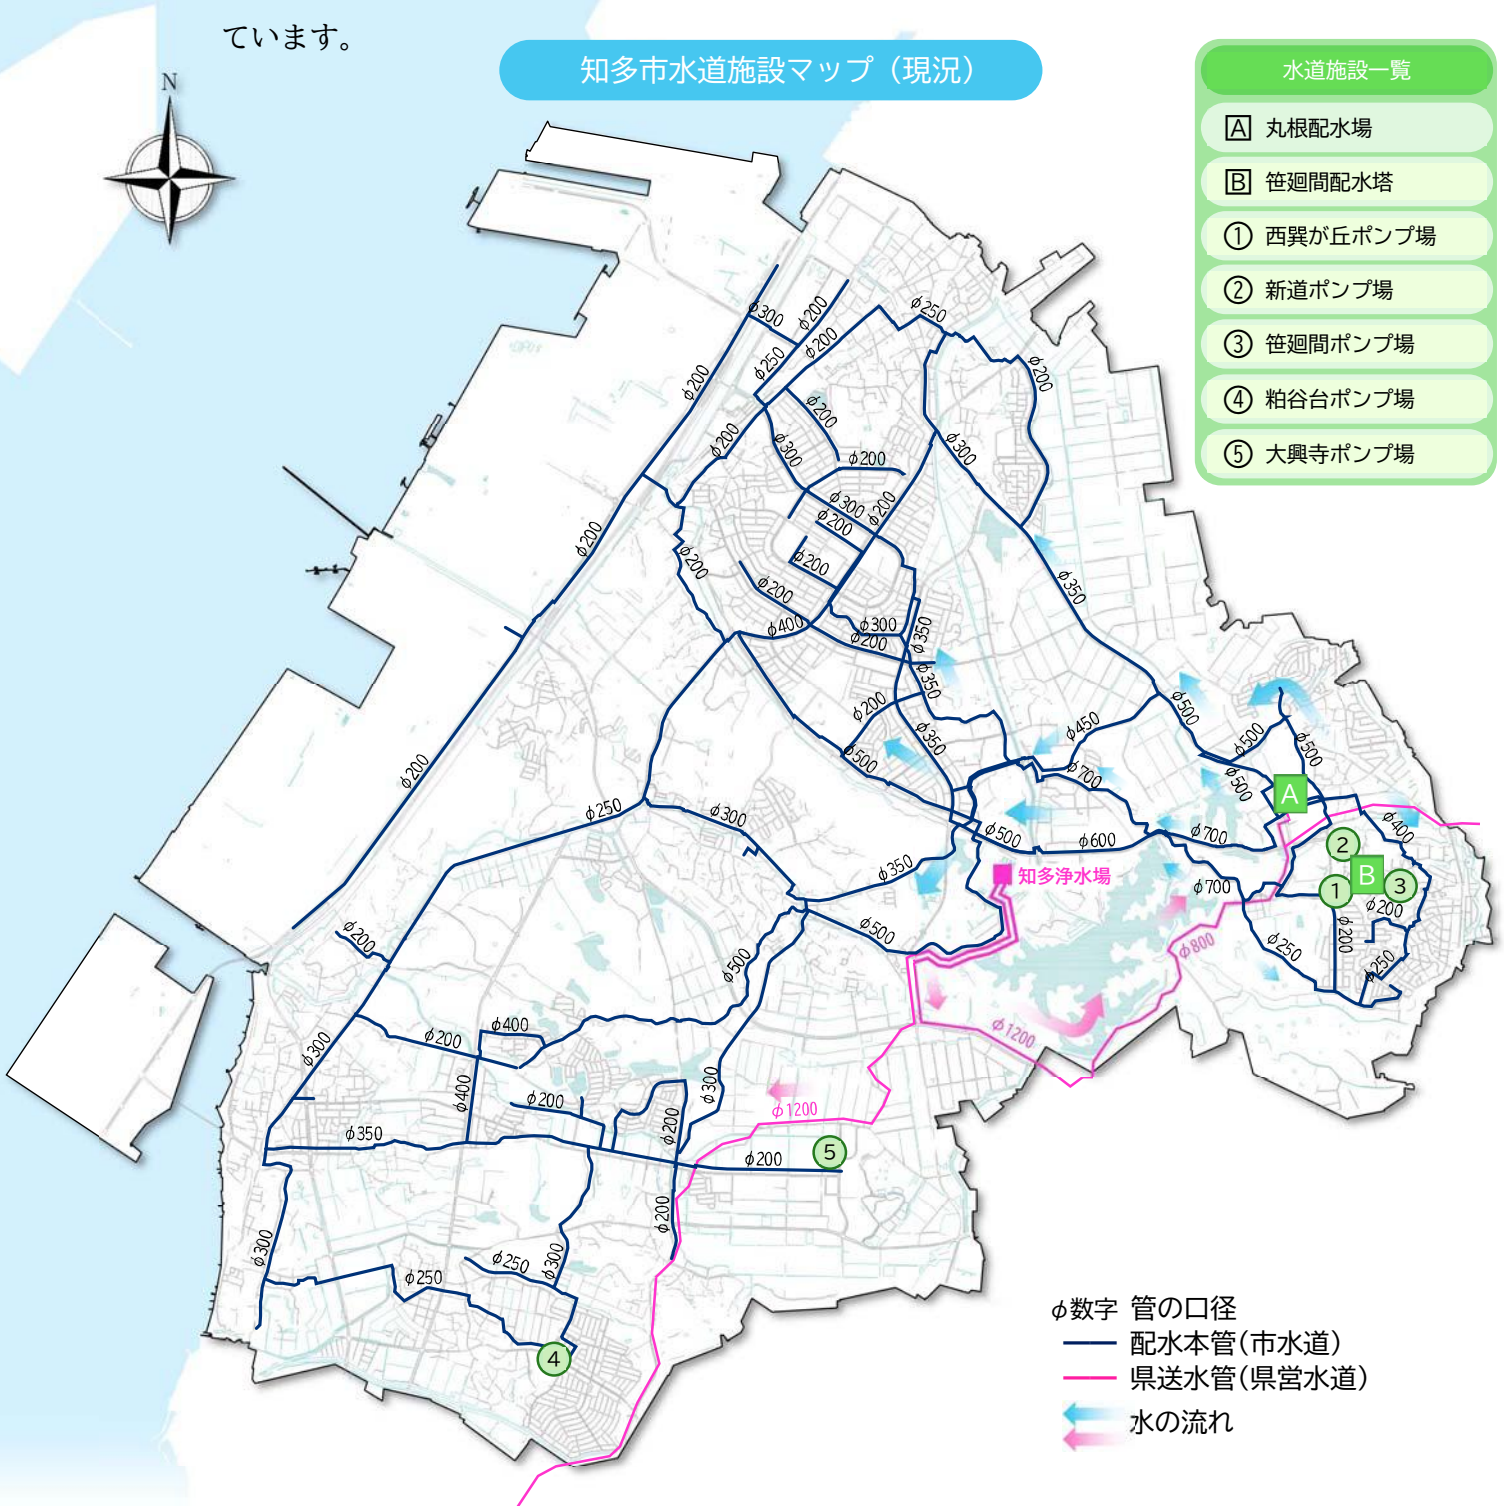 ています。
知多市水道施設マップ（現況）
N
水道施設一覧
A 丸根配水場
B 笹廻間配水塔
① 西巽が丘ポンプ場
② 新道ポンプ場
③ 笹廻間ポンプ場
④ 粕谷台ポンプ場
⑤ 大興寺ポンプ場
φ300
φ200
φ250
φ200
φ250
φ200
φ200
φ200
φ200
φ300
φ200
φ300
φ200
φ300
φ200
φ200
φ200
φ200
φ200
φ350
φ200
φ400
φ300
φ200
φ350
φ350
φ200
φ350
φ500
φ450
φ500
φ500
φ500
φ500
φ700
φ200
φ250
φ300
φ500
φ600
φ700
φ400
A
B
①
②
③
知多浄水場
φ350
φ700
φ200
φ200
φ250
φ250
φ800
φ500
φ500
φ200
φ1200
φ300
φ200
φ400
φ400
φ200
φ300
φ200
φ1200
φ350
⑤
φ200
φ200
φ300
φ250
φ250
φ300
④
φ数字 管の口径
配水本管(市水道)
県送水管(県営水道)
水の流れ